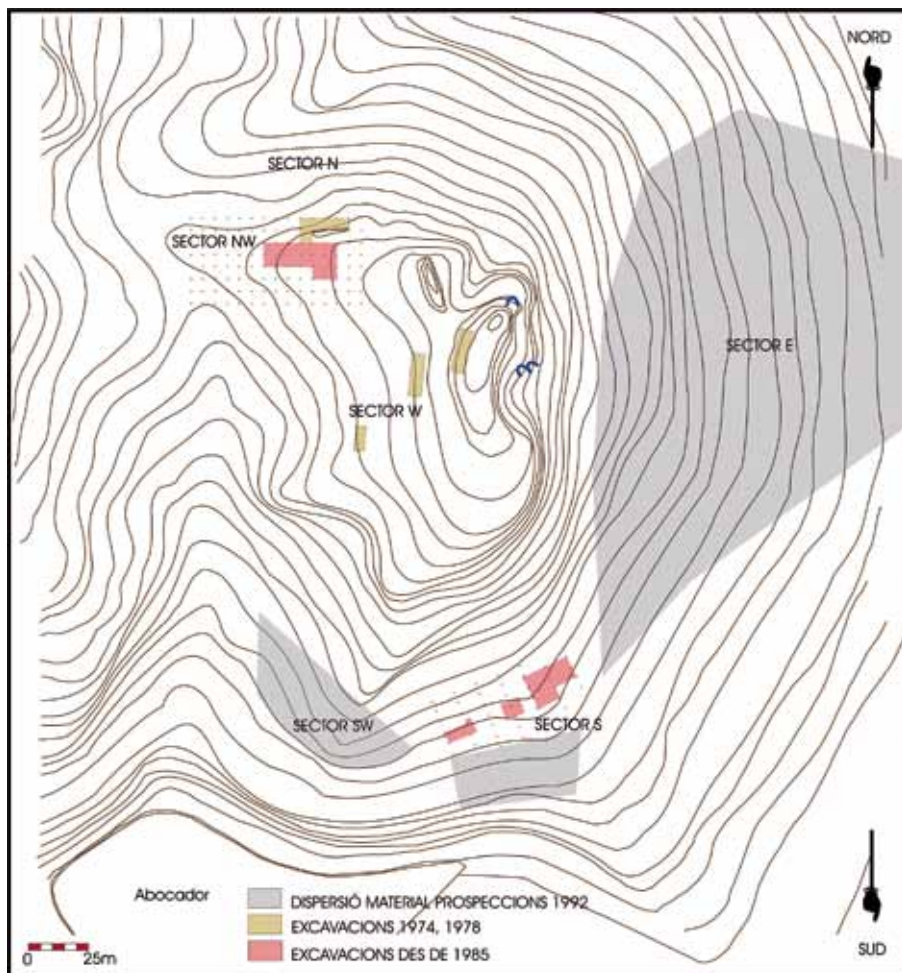 NORD
SECTOR N
SECTOR NW
SECTOR E
SECTOR W
SECTOR SW
SECTOR S
Abocador
DISPERSIÓ MATERIAL PROSPECCIONS 1992
EXCAVACIONS 1974, 1978
EXCAVACIONS DES DE 1985
0 25m
SUD